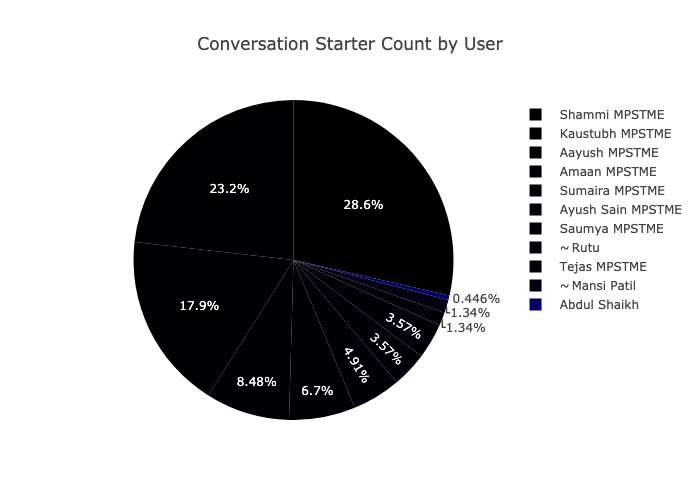 Conversation Starter Count by User
28.6%
23.2%
17.9%
8.48%
6.7%
4.91%
3.57%
3.57%
1.34%
1.34%
0.446%
Shammi MPSTME
Kaustubh MPSTME
Aayush MPSTME
Amaan MPSTME
Sumaira MPSTME
Ayush Sain MPSTME
Saumya MPSTME
~ Rutu
Tejas MPSTME
~ Mansi Patil
Abdul Shaikh